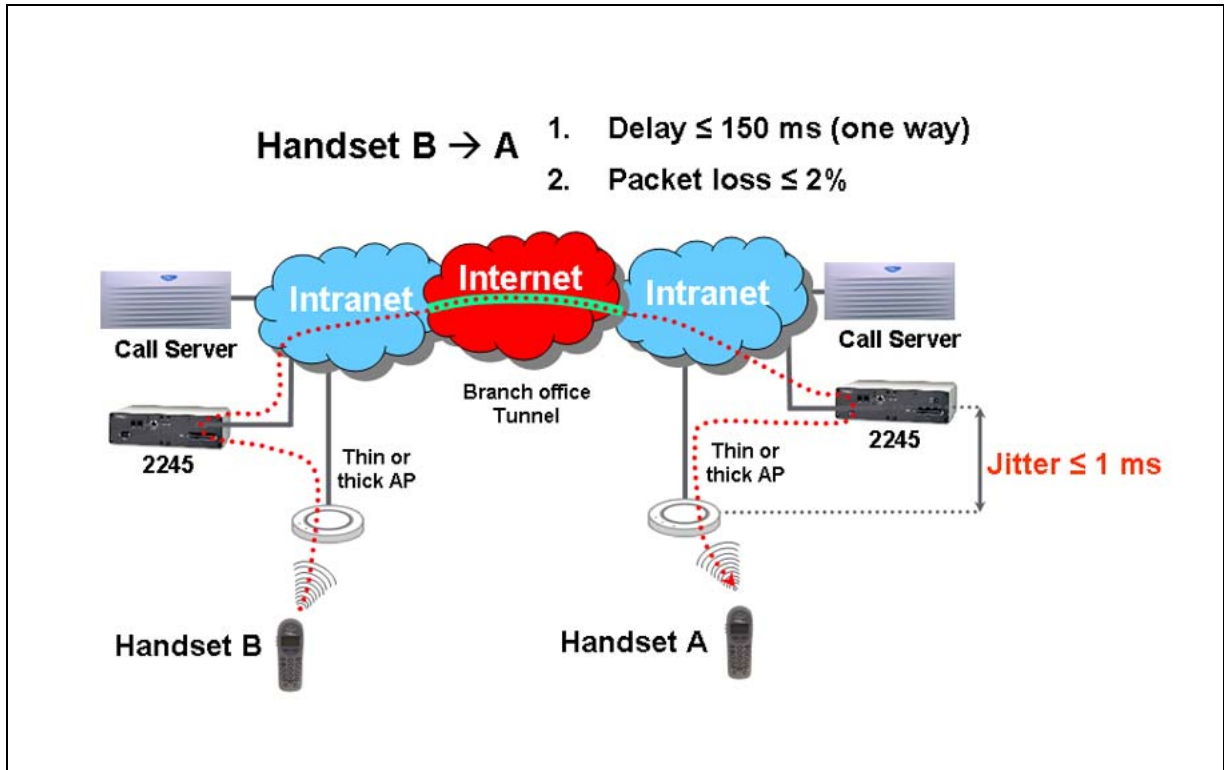 Handset B → A
1. Delay ≤ 150 ms (one way)
2. Packet loss ≤ 2%
Intranet
Internet
Intranet
Call Server
Call Server
Branch office
Tunnel
2245
2245
Thin or
thick AP
Thin or
thick AP
Jitter ≤ 1 ms
Handset B
Handset A